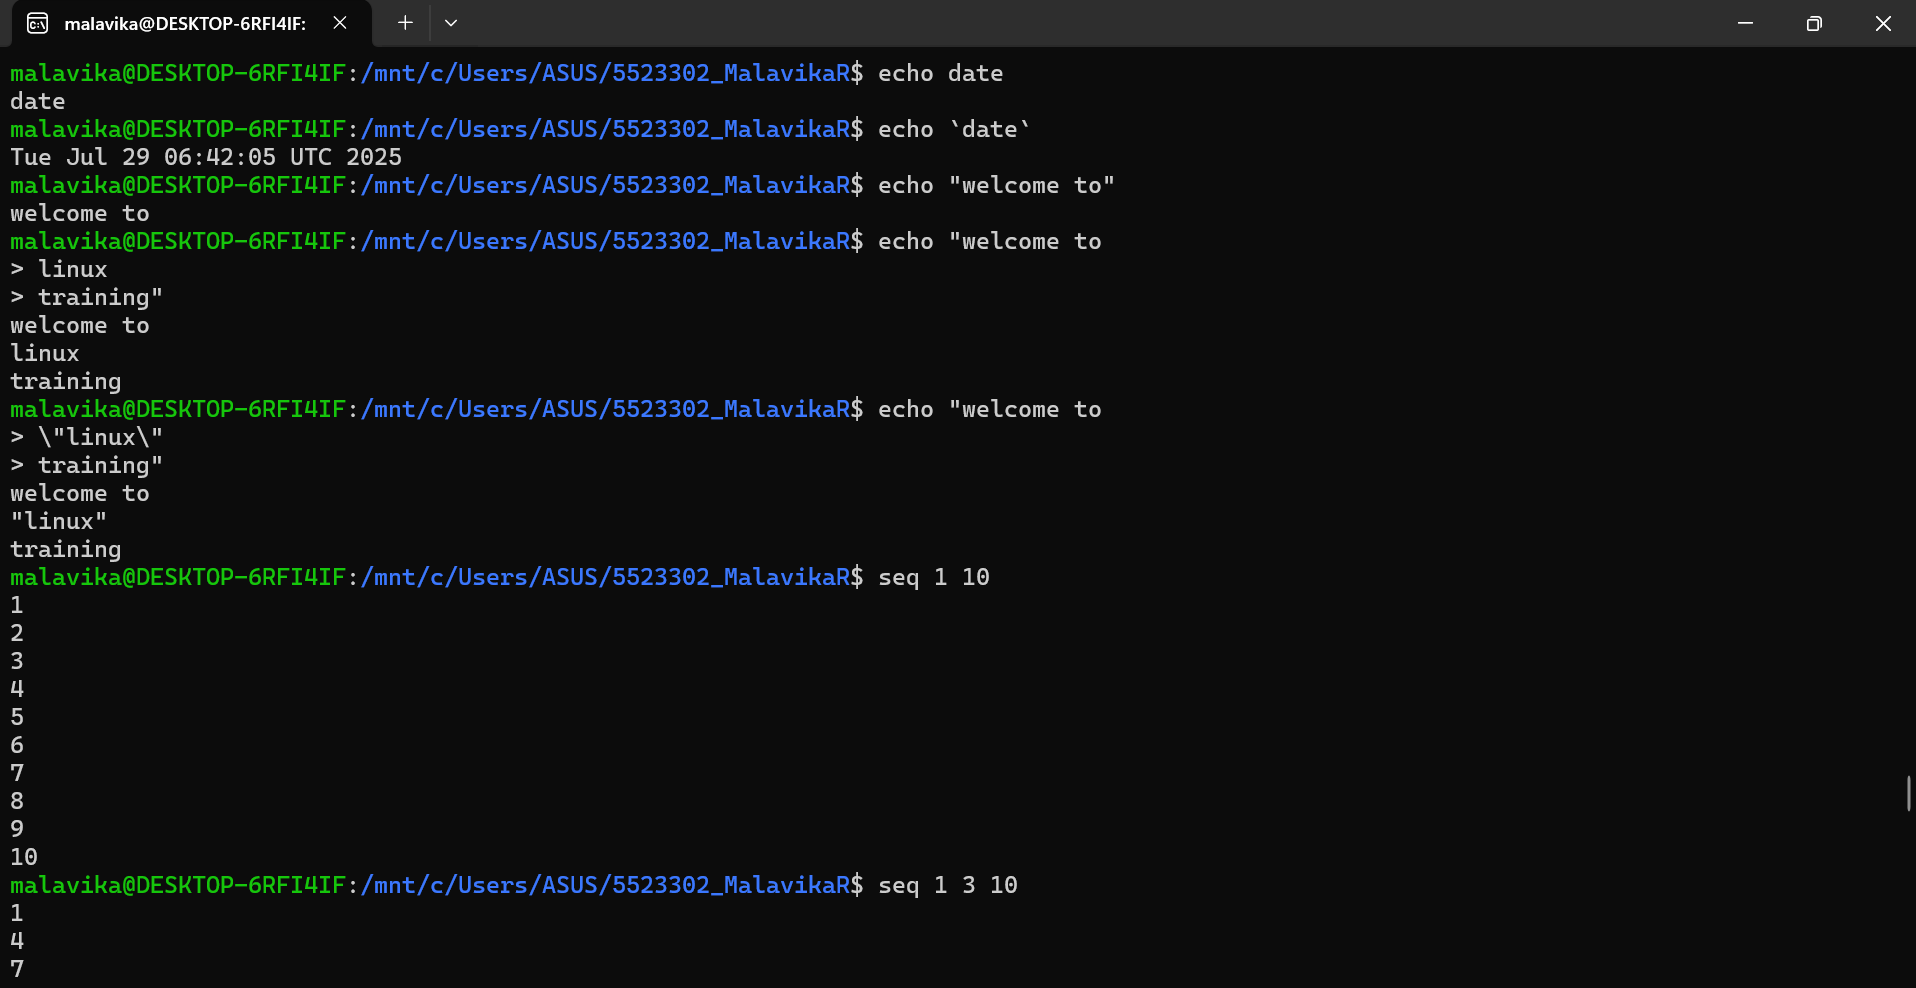 malavika@DESKTOP-6RFI4IF:
malavika@DESKTOP-6RFI4IF:/mnt/c/Users/ASUS/5523302_MalavikaR$ echo date
date
malavika@DESKTOP-6RFI4IF:/mnt/c/Users/ASUS/5523302_MalavikaR$ echo `date`
Tue Jul 29 06:42:05 UTC 2025
malavika@DESKTOP-6RFI4IF:/mnt/c/Users/ASUS/5523302_MalavikaR$ echo "welcome to"
welcome to
malavika@DESKTOP-6RFI4IF:/mnt/c/Users/ASUS/5523302_MalavikaR$ echo "welcome to
> linux
> training"
welcome to
linux
training
malavika@DESKTOP-6RFI4IF:/mnt/c/Users/ASUS/5523302_MalavikaR$ echo "welcome to
> \"linux\"
> training"
welcome to
"linux"
training
malavika@DESKTOP-6RFI4IF:/mnt/c/Users/ASUS/5523302_MalavikaR$ seq 1 10
1
2
3
4
5
6
7
8
9
10
malavika@DESKTOP-6RFI4IF:/mnt/c/Users/ASUS/5523302_MalavikaR$ seq 1 3 10
1
4
7